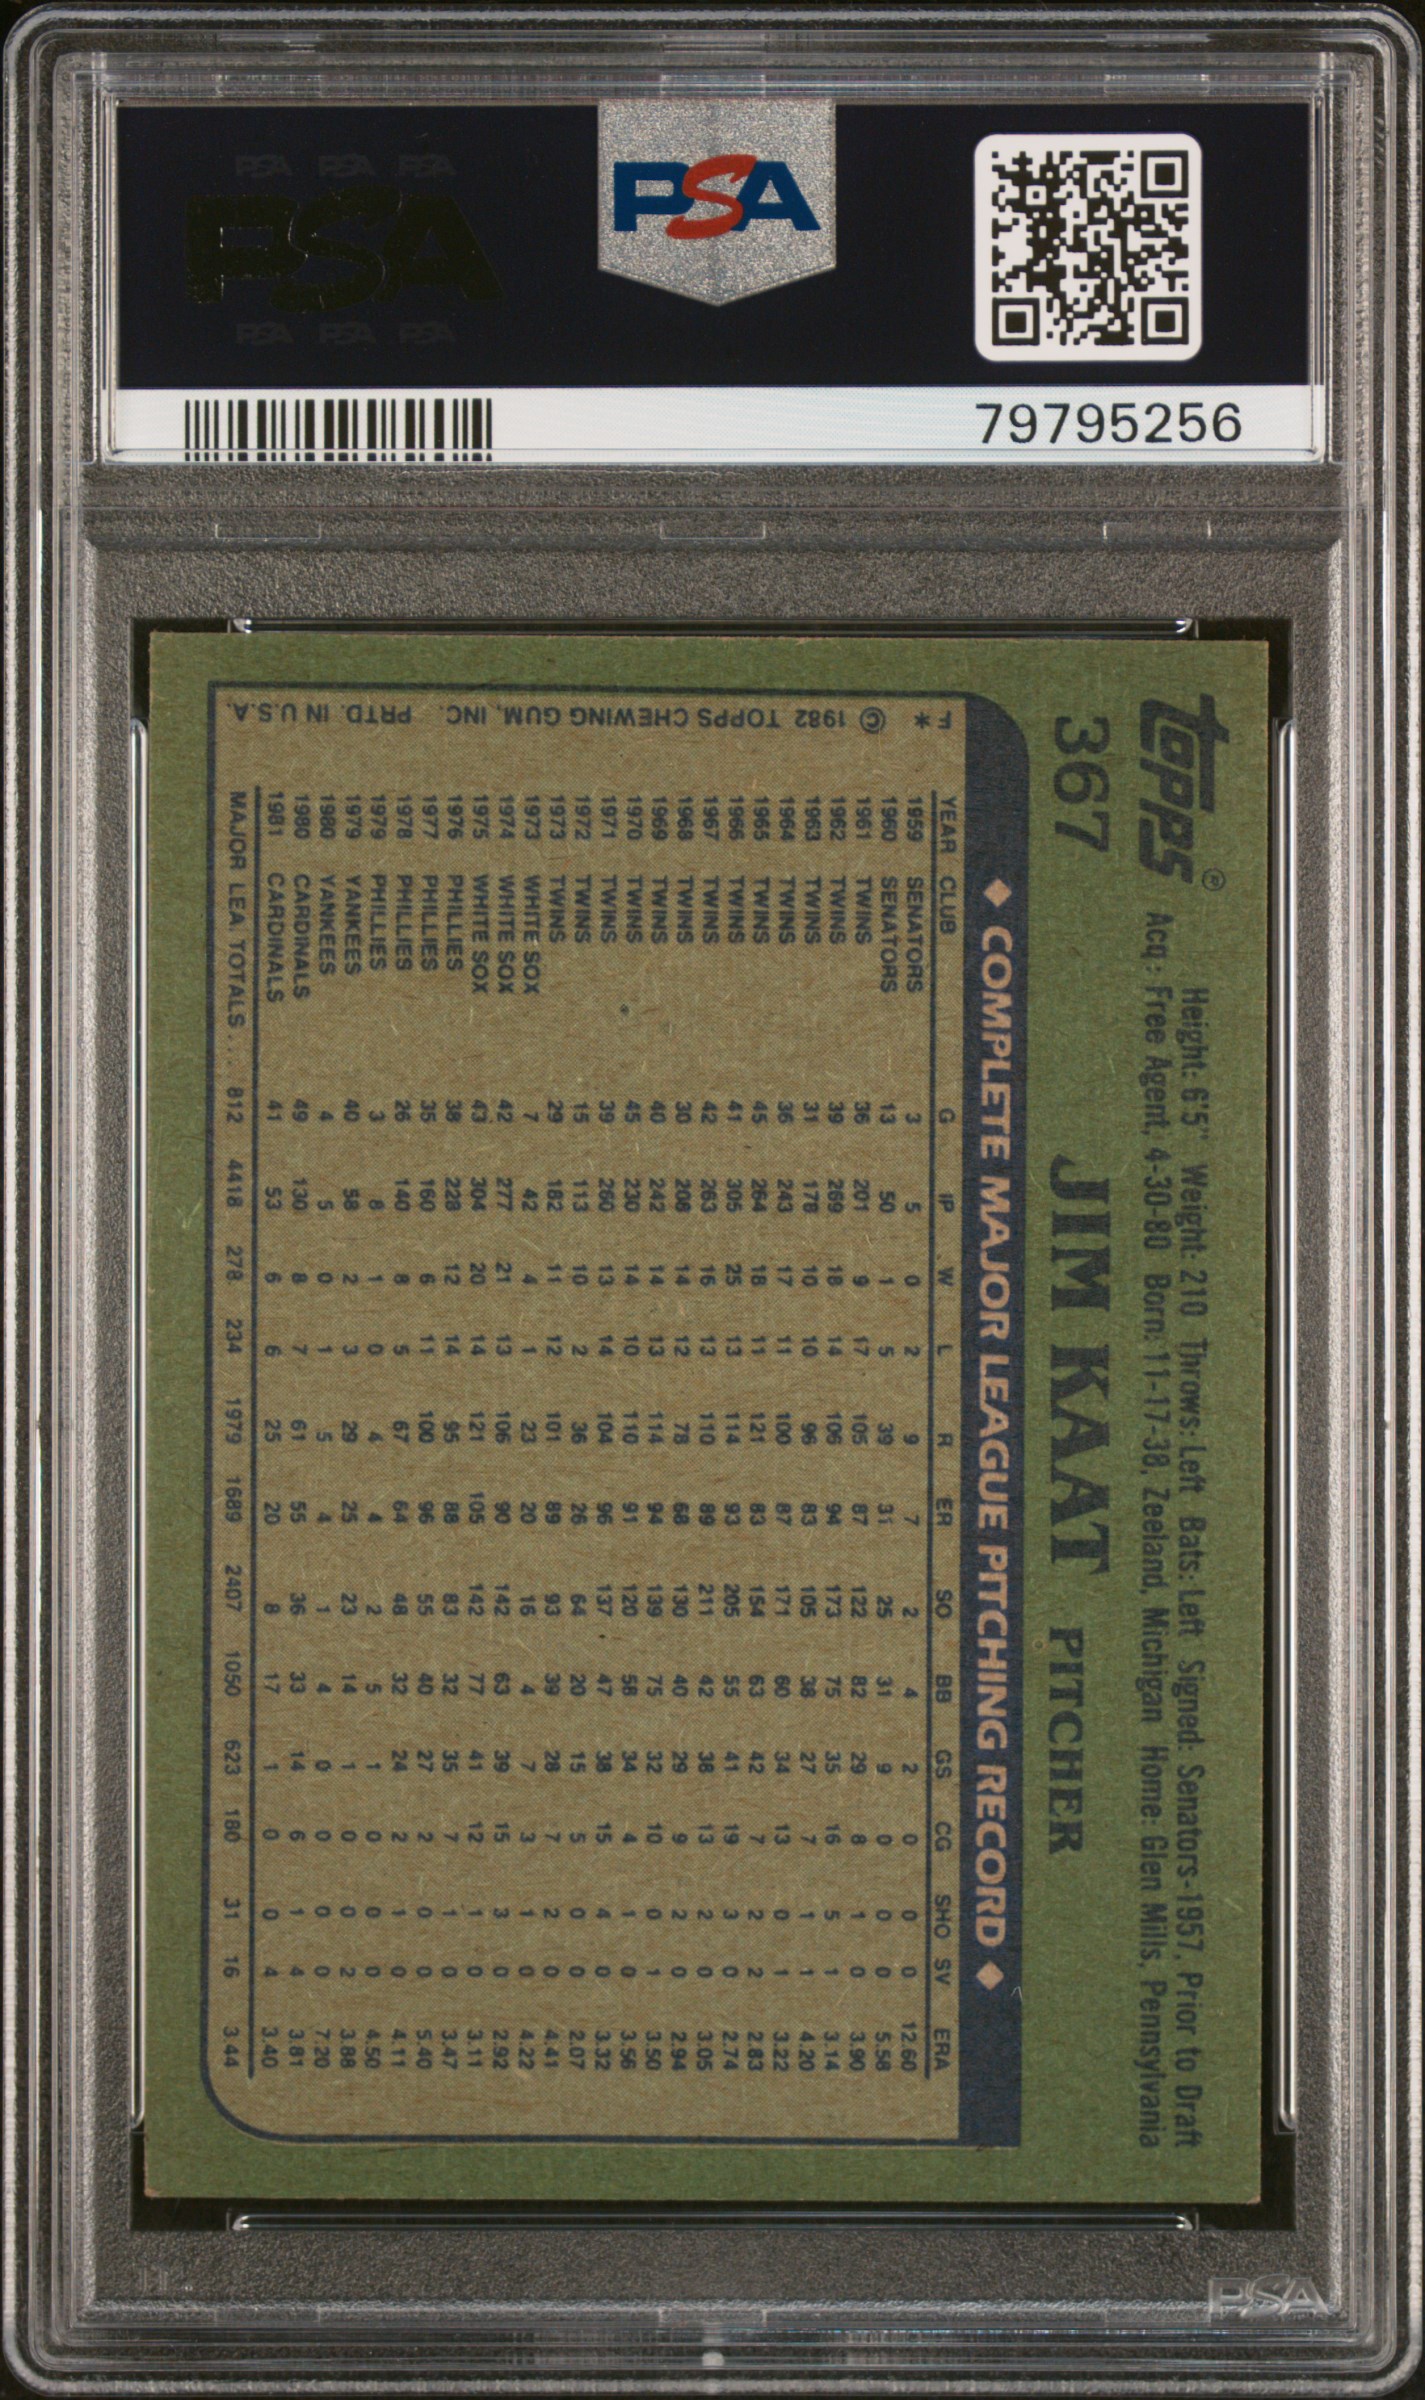 PSA PSA PSA
PSA
PSA PSA PSA
PSA
79795256
topps®
367
Height: 6'5" Weight: 210 Throws: Left Bats: Left Signed: Senators-1957, Prior to Draft
Acq: Free Agent, 4-30-80 Born: 11-17-38, Zeeland, Michigan Home: Glen Mills, Pennsylvania
JIM KAAT PITCHER
◆ COMPLETE MAJOR LEAGUE PITCHING RECORD ◆
YEAR CLUB G IP W L R ER SO BB GS CG SHO SV ERA
1959 SENATORS 3 5 0 2 9 7 2 4 2 0 0 0 12.60
1960 SENATORS 13 50 1 5 39 31 25 31 9 0 0 0 5.58
1961 TWINS 36 201 9 17 105 87 122 82 29 8 1 0 3.90
1962 TWINS 39 269 18 14 106 94 173 75 35 16 5 1 3.14
1963 TWINS 31 178 10 10 96 83 105 38 27 7 1 1 4.20
1964 TWINS 36 243 17 11 100 87 171 60 34 13 0 1 3.22
1965 TWINS 45 264 18 11 121 83 154 63 42 7 2 2 2.83
1966 TWINS 41 305 25 13 114 93 205 55 41 19 3 0 2.74
1967 TWINS 42 263 16 13 110 89 211 42 38 13 2 0 3.05
1968 TWINS 30 208 14 12 78 68 130 40 29 9 2 0 2.94
1969 TWINS 40 242 14 13 114 94 139 75 32 10 0 1 3.50
1970 TWINS 45 230 14 10 110 91 120 58 34 4 1 0 3.56
1971 TWINS 39 260 13 14 104 96 137 47 38 15 4 0 3.32
1972 TWINS 15 113 10 2 36 26 64 20 15 5 0 0 2.07
1973 TWINS 29 182 11 12 101 89 93 39 28 7 2 0 4.41
1973 WHITE SOX 7 42 4 1 23 20 16 4 7 3 1 0 4.22
1974 WHITE SOX 42 277 21 13 106 90 142 63 39 15 3 0 2.92
1975 WHITE SOX 43 304 20 14 121 105 142 77 41 12 1 0 3.11
1976 PHILLIES 38 228 12 14 95 88 83 32 35 7 1 0 3.47
1977 PHILLIES 35 160 6 11 100 96 55 40 27 2 0 0 5.40
1978 PHILLIES 26 140 8 5 67 64 48 32 24 2 1 0 4.11
1979 PHILLIES 3 8 1 0 4 4 2 5 1 0 0 0 4.50
1979 YANKEES 40 58 2 3 29 25 23 14 1 0 0 2 3.88
1980 YANKEES 4 5 0 1 5 4 1 4 0 0 0 0 7.20
1980 CARDINALS 49 130 8 7 61 55 36 33 14 6 1 4 3.81
1981 CARDINALS 41 53 6 6 25 20 8 17 1 0 0 4 3.40
MAJOR LEA. TOTALS... 812 4418 278 234 1979 1689 2407 1050 623 180 31 16 3.44
F * © 1982 TOPPS CHEWING GUM, INC. PRTD. IN U.S.A.
PSA